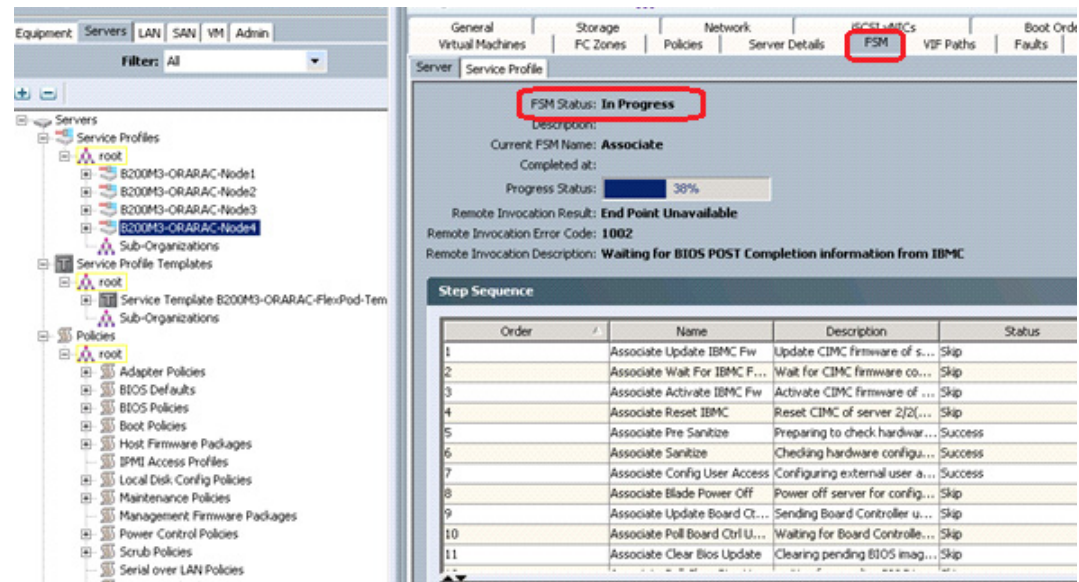 Equipment Servers LAN SAN VM Admin
Filter: All
Servers
Service Profiles
root
B200M3-ORARAC-Node1
B200M3-ORARAC-Node2
B200M3-ORARAC-Node3
B200M3-ORARAC-Node4
Sub-Organizations
Service Profile Templates
root
Service Template B200M3-ORARAC-FlexPod-Tem
Sub-Organizations
Policies
root
Adapter Policies
BIOS Defaults
BIOS Policies
Boot Policies
Host Firmware Packages
IPMI Access Profiles
Local Disk Config Policies
Maintenance Policies
Management Firmware Packages
Power Control Policies
Scrub Policies
Serial over LAN Policies
General Storage Network iSCSI vNICs Boot Orde
Virtual Machines FC Zones Policies Server Details FSM VIF Paths Faults
Server Service Profile
FSM Status: In Progress
Description:
Current FSM Name: Associate
Completed at:
Progress Status: 38%
Remote Invocation Result: End Point Unavailable
Remote Invocation Error Code: 1002
Remote Invocation Description: Waiting for BIOS POST Completion information from IBMC
Step Sequence
Order Name Description Status
1 Associate Update IBMC Fw Update CIMC firmware of s... Skip
2 Associate Wait For IBMC F... Wait for CIMC firmware co... Skip
3 Associate Activate IBMC Fw Activate CIMC firmware of ... Skip
4 Associate Reset IBMC Reset CIMC of server 2/2(... Skip
5 Associate Pre Sanitize Preparing to check hardwar... Success
6 Associate Sanitize Checking hardware configu... Success
7 Associate Config User Access Configuring external user a... Success
8 Associate Blade Power Off Power off server for config... Skip
9 Associate Update Board Ct... Sending Board Controller u... Skip
10 Associate Poll Board Ctrl U... Waiting for Board Controlle... Skip
11 Associate Clear Bios Update Clearing pending BIOS imag... Skip